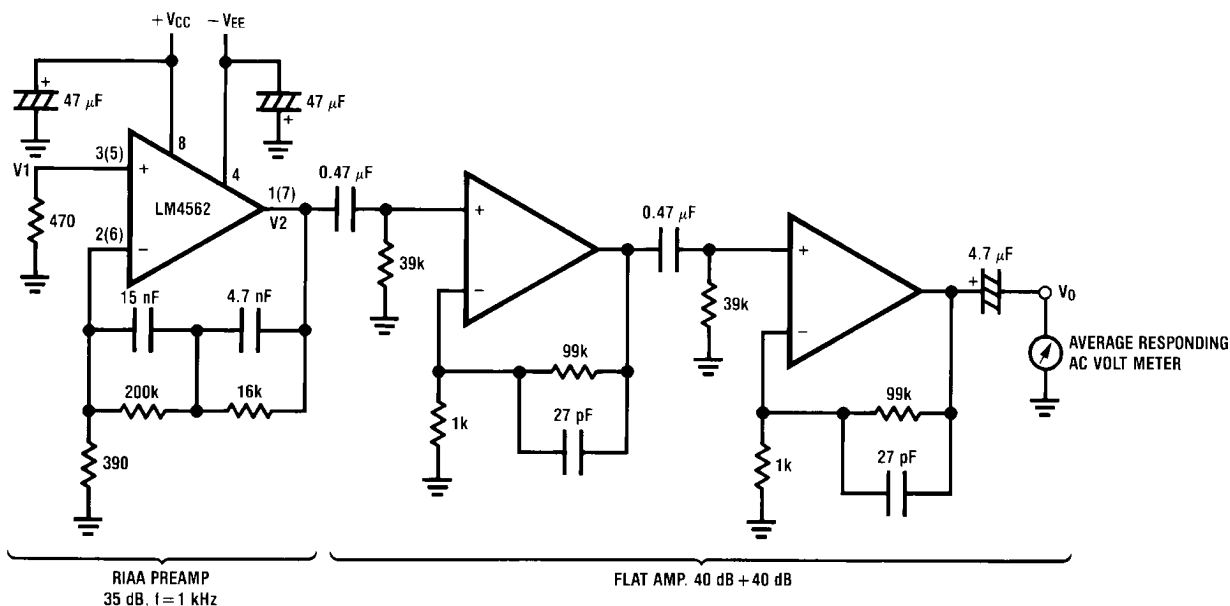 +VCC
−VEE
+
47 μF
47 μF
+
8
3(5)
V1
+
4
0.47 μF
1(7)
LM4562
V2
470
2(6)
−
+
0.47 μF
39k
−
+
4.7 μF
+
VO
39k
−
15 nF
4.7 nF
AVERAGE RESPONDING
AC VOLT METER
99k
200k
16k
1k
27 pF
99k
390
1k
27 pF
RIAA PREAMP
35 dB, f = 1 kHz
FLAT AMP. 40 dB + 40 dB